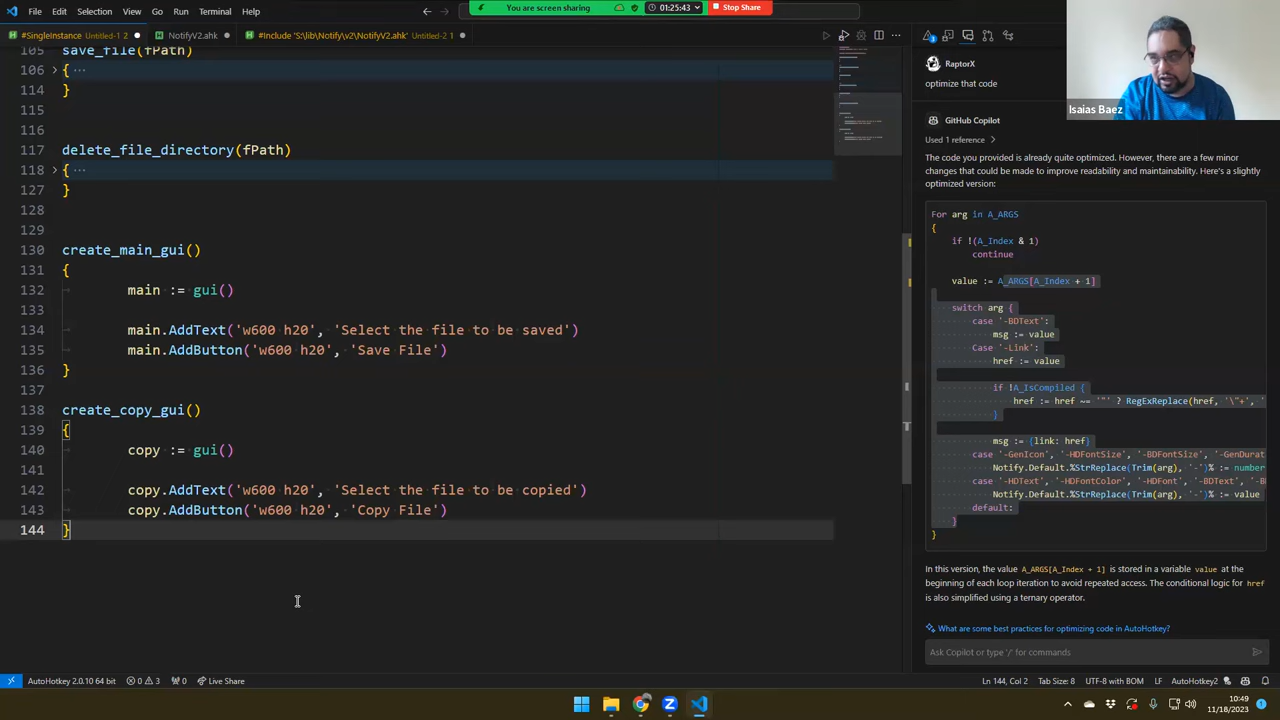 File Edit View Go Run Terminal Help
You are screen sharing 01:25:43 Stop Share
#SingleInstance Untitled-1 2 NotifyV2.ahk #Include 'S:\lib\Notify\v2\NotifyV2.ahk' Untitled-2 2
105 save_file(fPath)
106 {
114 }
115
116
117 delete_file_directory(fPath)
118 {
127 }
128
129
130 create_main_gui()
131 {
132 main := gui()
133
134 main.AddText('w600 h20', 'Select the file to be saved')
135 main.AddButton('w600 h20', 'Save File')
136 }
137
138 create_copy_gui()
139 {
140 copy := gui()
141
142 copy.AddText('w600 h20', 'Select the file to be copied')
143 copy.AddButton('w600 h20', 'Copy File')
144 }
RaptorX
optimize that code
Isaias Baez
GitHub Copilot
Used 1 reference
The code you provided is already quite optimized. However, there are a few minor
changes that could be made to improve readability and maintainability. Here's a slightly
optimized version:
For arg in A_ARGS
{
if !(A_Index & 1)
continue
value := A_ARGS[A_Index + 1]
switch arg {
case '-BDText':
msg := value
Case '-Link':
href := value
if !A_IsCompiled {
href := href ~= '"' ? RegExReplace(href, '\"+', '
}
msg := {link: href}
case '-GenIcon', '-HDFontSize', '-BDFontSize', '-GenDurat
Notify.Default.%StrReplace(Trim(arg), '-')% := number
case '-HDText', '-HDFontColor', '-HDFont', '-BDText', '-B
Notify.Default.%StrReplace(Trim(arg), '-')% := value
default:
}
}
In this version, the value A_ARGS[A_Index + 1] is stored in a variable value at the
beginning of each loop iteration to avoid repeated access. The conditional logic for href
is also simplified using a ternary operator.
What are some best practices for optimizing code in AutoHotkey?
Ask Copilot or type '/' for commands
AutoHotkey 2.0.10 64 bit 0 3 0 Live Share Ln 144, Col 2 Tab Size: 8 UTF-8 with BOM LF AutoHotkey2
10:49
11/18/2023